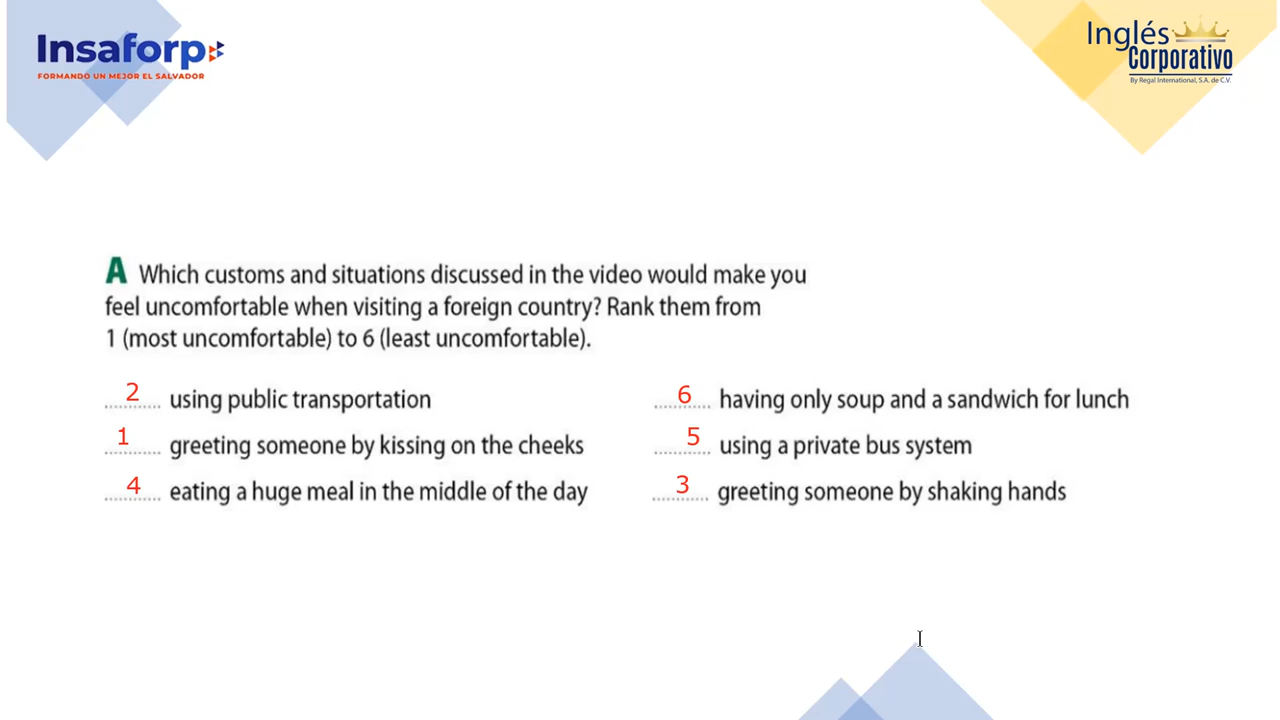 Insaforp
FORMANDO UN MEJOR EL SALVADOR
Inglés
Corporativo
By Regal International, S.A. de C.V.
A Which customs and situations discussed in the video would make you
feel uncomfortable when visiting a foreign country? Rank them from
1 (most uncomfortable) to 6 (least uncomfortable).
2 using public transportation
1 greeting someone by kissing on the cheeks
4 eating a huge meal in the middle of the day
6 having only soup and a sandwich for lunch
5 using a private bus system
3 greeting someone by shaking hands